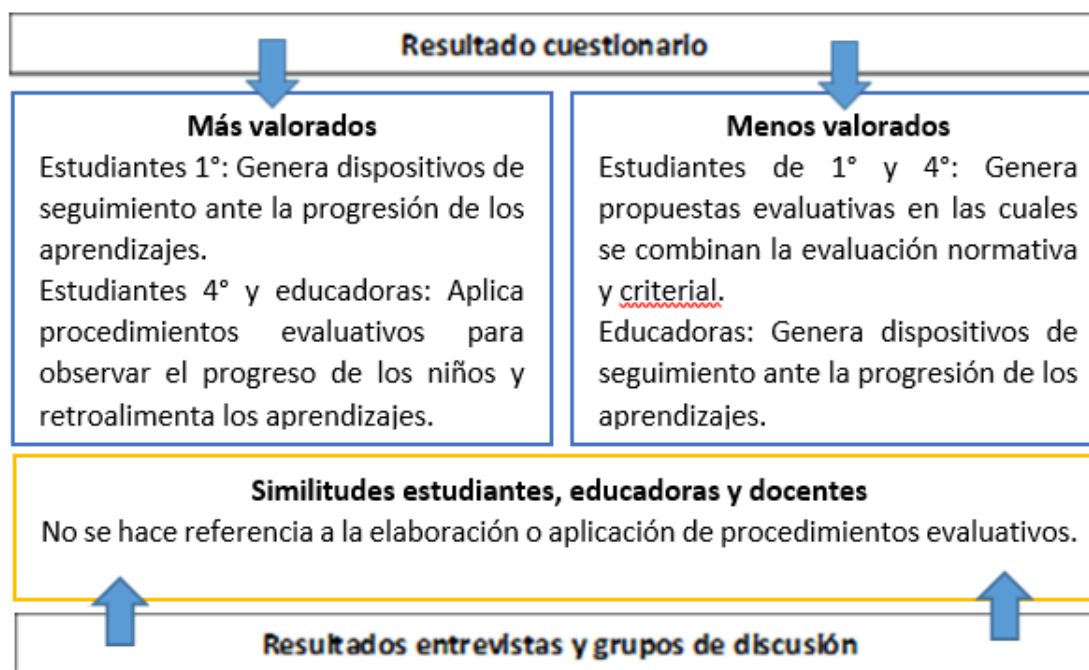 Resultado cuestionario
Más valorados
Estudiantes 1°: Genera dispositivos de
seguimiento ante la progresión de los
aprendizajes.
Estudiantes 4° y educadoras: Aplica
procedimientos evaluativos para
observar el progreso de los niños y
retroalimenta los aprendizajes.
Menos valorados
Estudiantes de 1° y 4°: Genera
propuestas evaluativas en las cuales
se combinan la evaluación normativa
y criterial.
Educadoras: Genera dispositivos de
seguimiento ante la progresión de los
aprendizajes.
Similitudes estudiantes, educadoras y docentes
No se hace referencia a la elaboración o aplicación de procedimientos evaluativos.
Resultados entrevistas y grupos de discusión